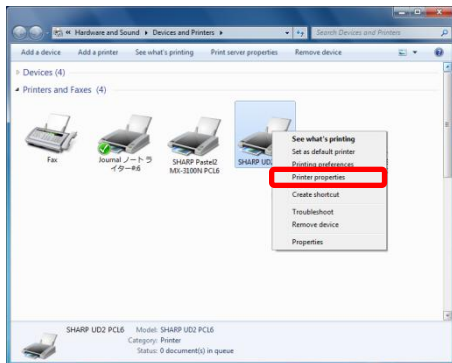 Hardware and Sound
Devices and Printers
Search Devices and Printers
Add a device
Add a printer
See what's printing
Print server properties
Remove device
Devices (4)
Printers and Faxes (4)
Fax
Journal ノート ラ
イター#6
SHARP Pastel2
MX-3100N PCL6
SHARP UD2
See what's printing
Set as default printer
Printing preferences
Printer properties
Create shortcut
Troubleshoot
Remove device
Properties
SHARP UD2 PCL6
Model: SHARP UD2 PCL6
Category: Printer
Status: 0 document(s) in queue